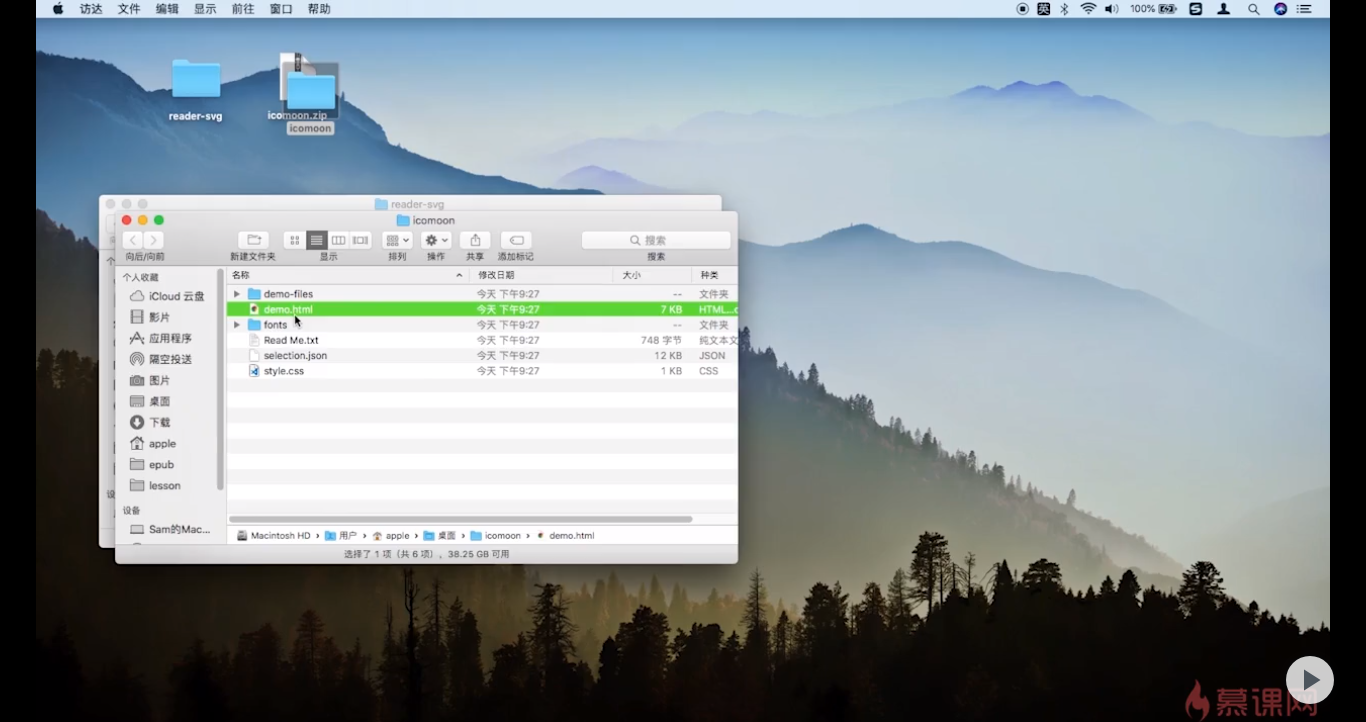 访达 文件 编辑 显示 前往 窗口 帮助
英 100%
reader-svg
icomoon.zip
icomoon
reader-svg
icomoon
搜索
向后/向前 新建文件夹 显示 排列 操作 共享 添加标记 搜索
个人收藏
iCloud 云盘
影片
应用程序
隔空投送
图片
桌面
下载
apple
epub
lesson
设备
Sam的Mac...
名称 修改日期 大小 种类
demo-files 今天 下午9:27 -- 文件夹
demo.html 今天 下午9:27 7 KB HTML...
fonts 今天 下午9:27 -- 文件夹
Read Me.txt 今天 下午9:27 748 字节 纯文本文
selection.json 今天 下午9:27 12 KB JSON
style.css 今天 下午9:27 1 KB CSS
Macintosh HD › 用户 › apple › 桌面 › icomoon › demo.html
选择了 1 项（共 6 项），38.25 GB 可用
慕课网